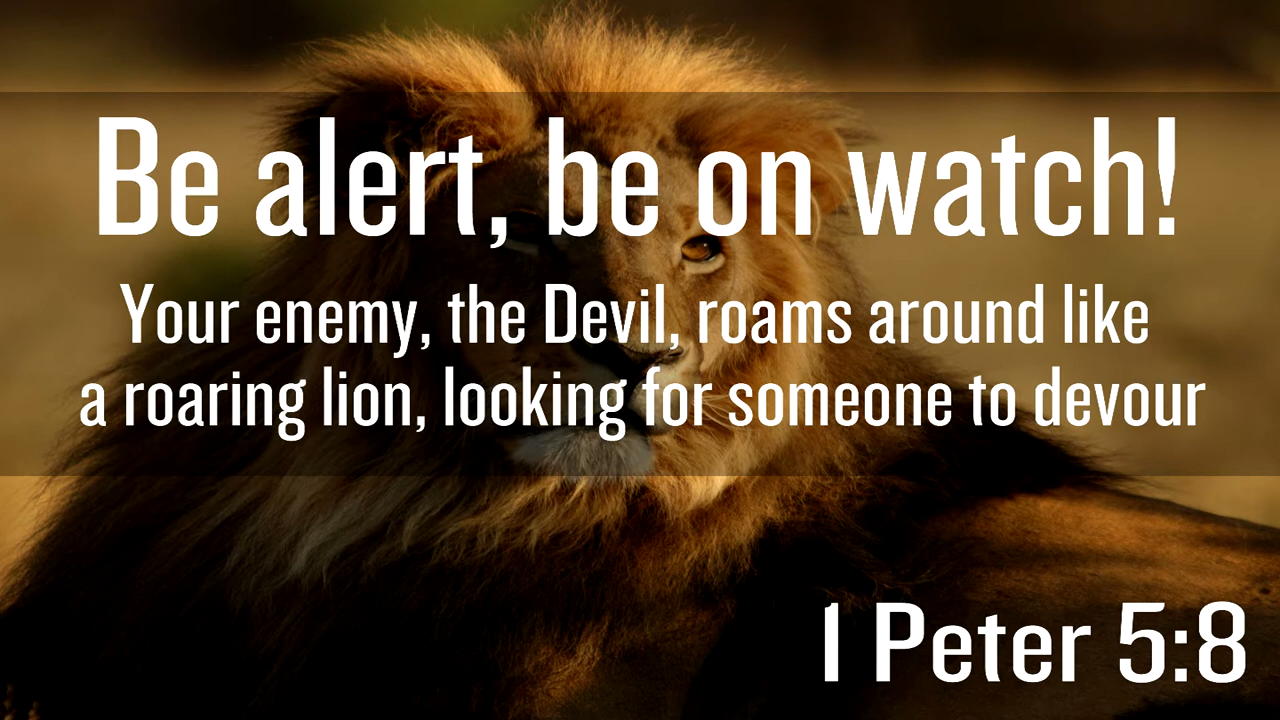 Be alert, be on watch!
Your enemy, the Devil, roams around like
a roaring lion, looking for someone to devour
1 Peter 5:8